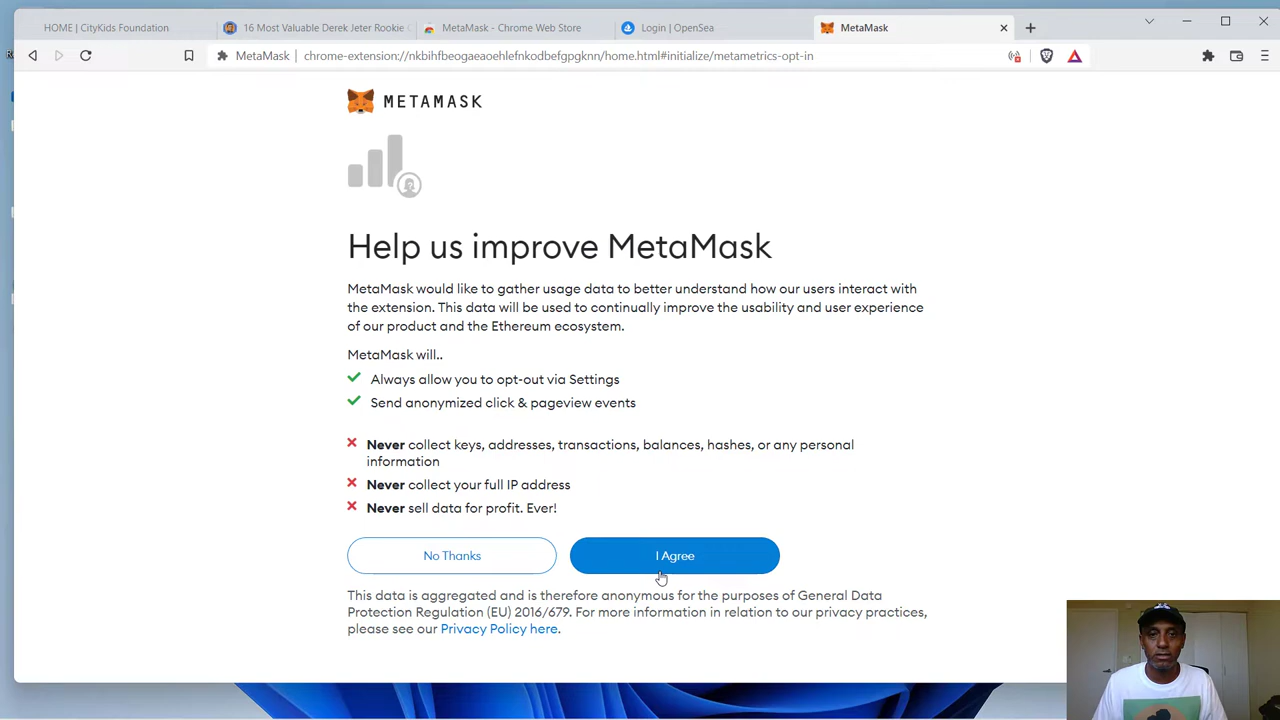 HOME | CityKids Foundation
16 Most Valuable Derek Jeter Rookie
MetaMask - Chrome Web Store
Login | OpenSea
MetaMask
MetaMask
chrome-extension://nkbihfbeogaeaoehlefnkodbefgpgknn/home.html#initialize/metametrics-opt-in
METAMASK
Help us improve MetaMask
MetaMask would like to gather usage data to better understand how our users interact with
the extension. This data will be used to continually improve the usability and user experience
of our product and the Ethereum ecosystem.
MetaMask will..
Always allow you to opt-out via Settings
Send anonymized click & pageview events
Never collect keys, addresses, transactions, balances, hashes, or any personal
information
Never collect your full IP address
Never sell data for profit. Ever!
No Thanks
I Agree
This data is aggregated and is therefore anonymous for the purposes of General Data
Protection Regulation (EU) 2016/679. For more information in relation to our privacy practices,
please see our Privacy Policy here.